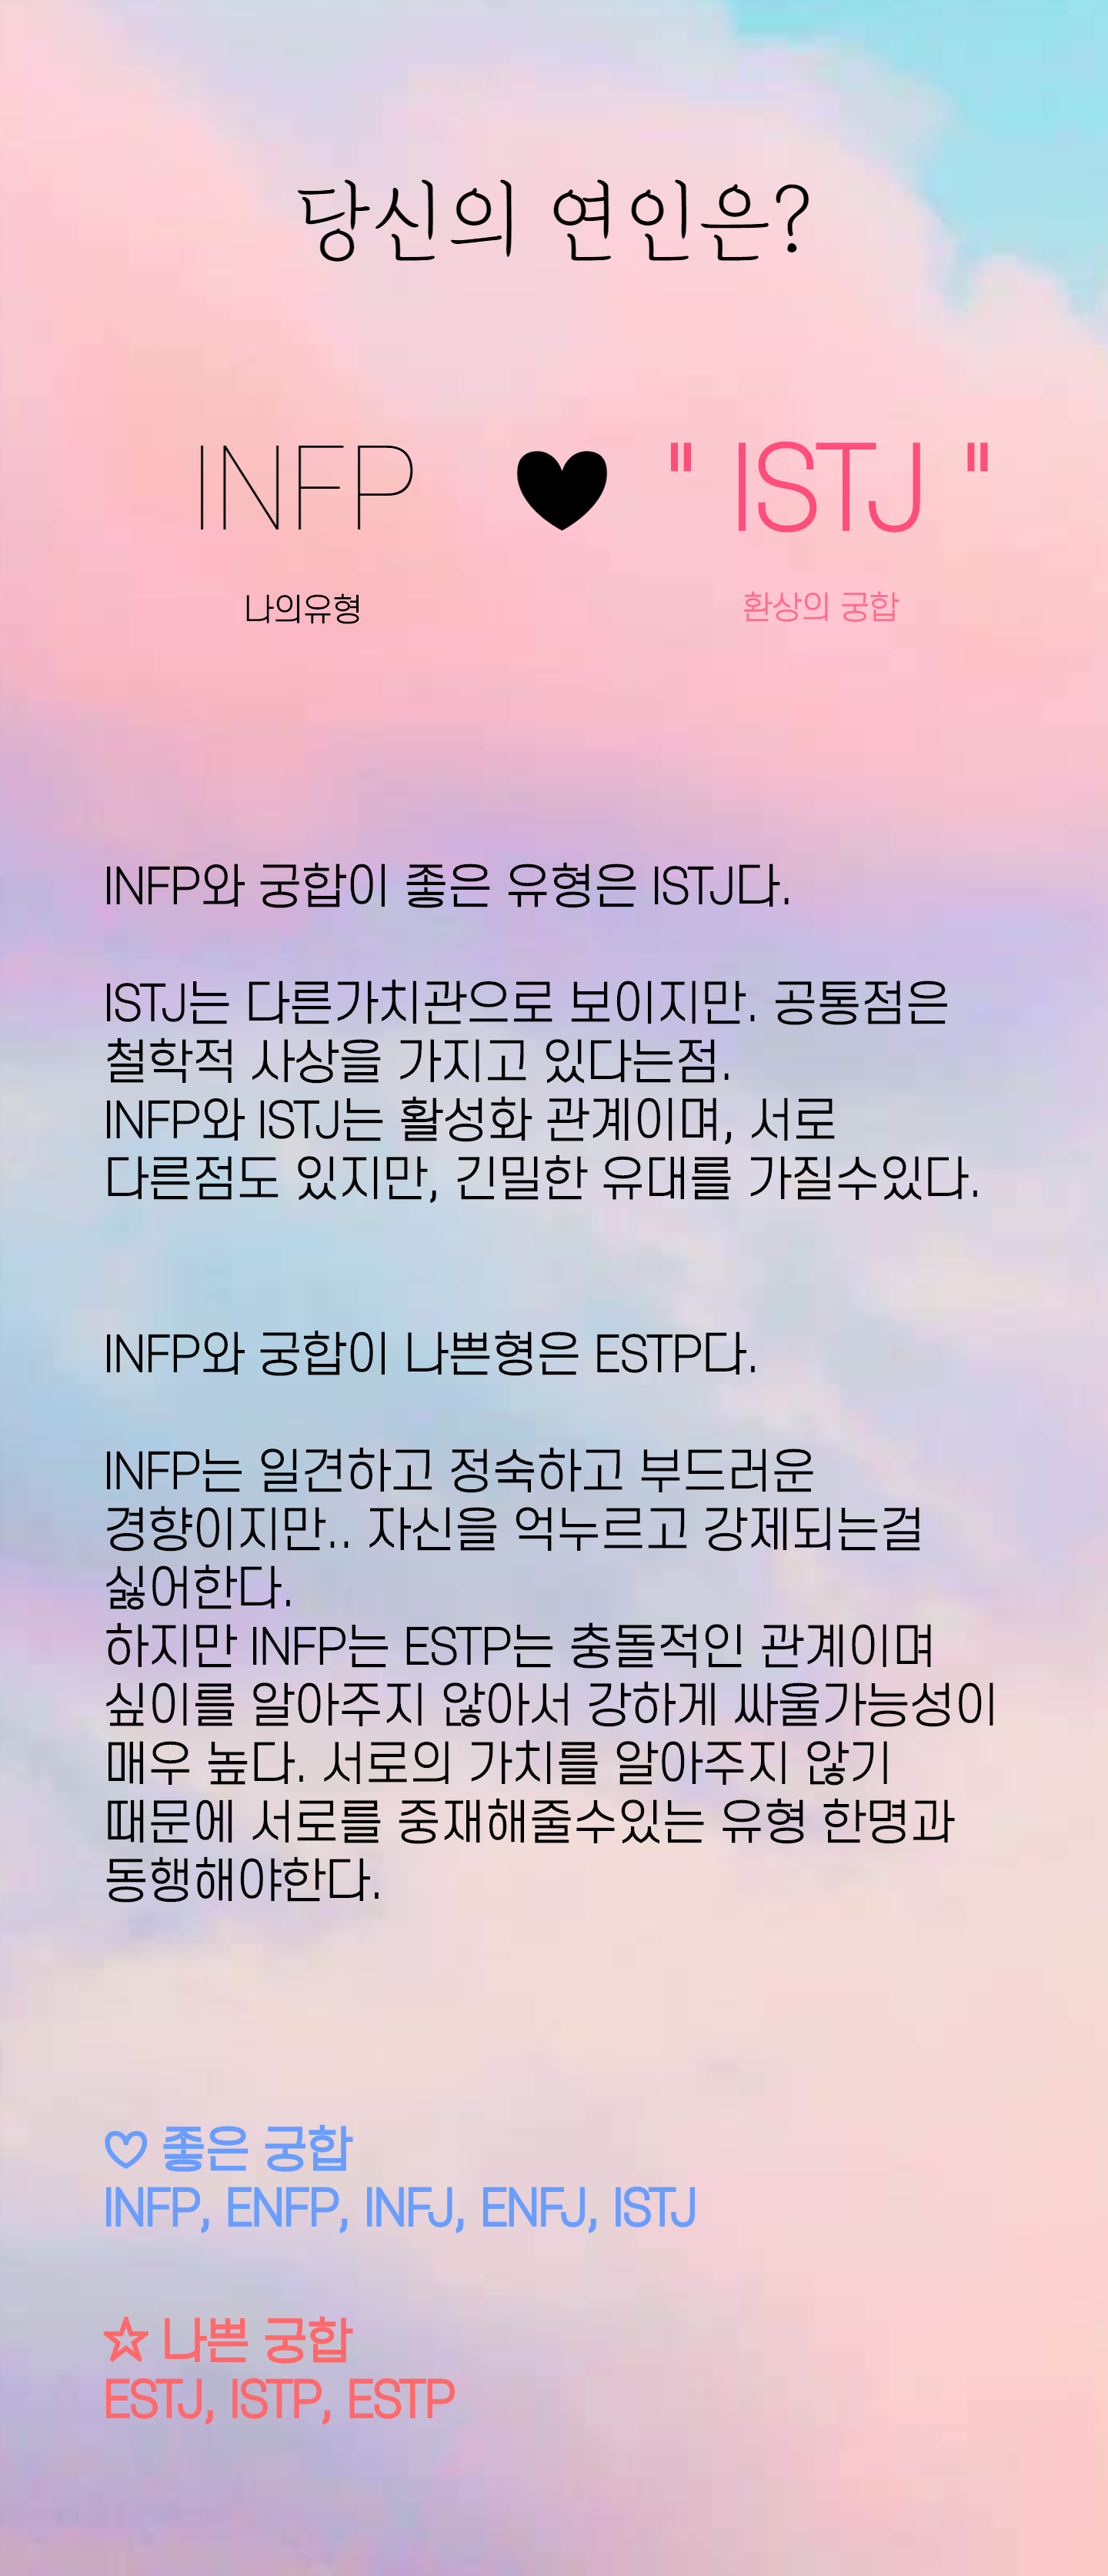 당신의 연인은?
INFP ♥ " ISTJ "
나의유형 환상의 궁합
INFP와 궁합이 좋은 유형은 ISTJ다.
ISTJ는 다른가치관으로 보이지만. 공통점은
철학적 사상을 가지고 있다는점.
INFP와 ISTJ는 활성화 관계이며, 서로
다른점도 있지만, 긴밀한 유대를 가질수있다.
INFP와 궁합이 나쁜형은 ESTP다.
INFP는 일견하고 정숙하고 부드러운
경향이지만.. 자신을 억누르고 강제되는걸
싫어한다.
하지만 INFP는 ESTP는 충돌적인 관계이며
싶이를 알아주지 않아서 강하게 싸울가능성이
매우 높다. 서로의 가치를 알아주지 않기
때문에 서로를 중재해줄수있는 유형 한명과
동행해야한다.
♡ 좋은 궁합
INFP, ENFP, INFJ, ENFJ, ISTJ
☆ 나쁜 궁합
ESTJ, ISTP, ESTP